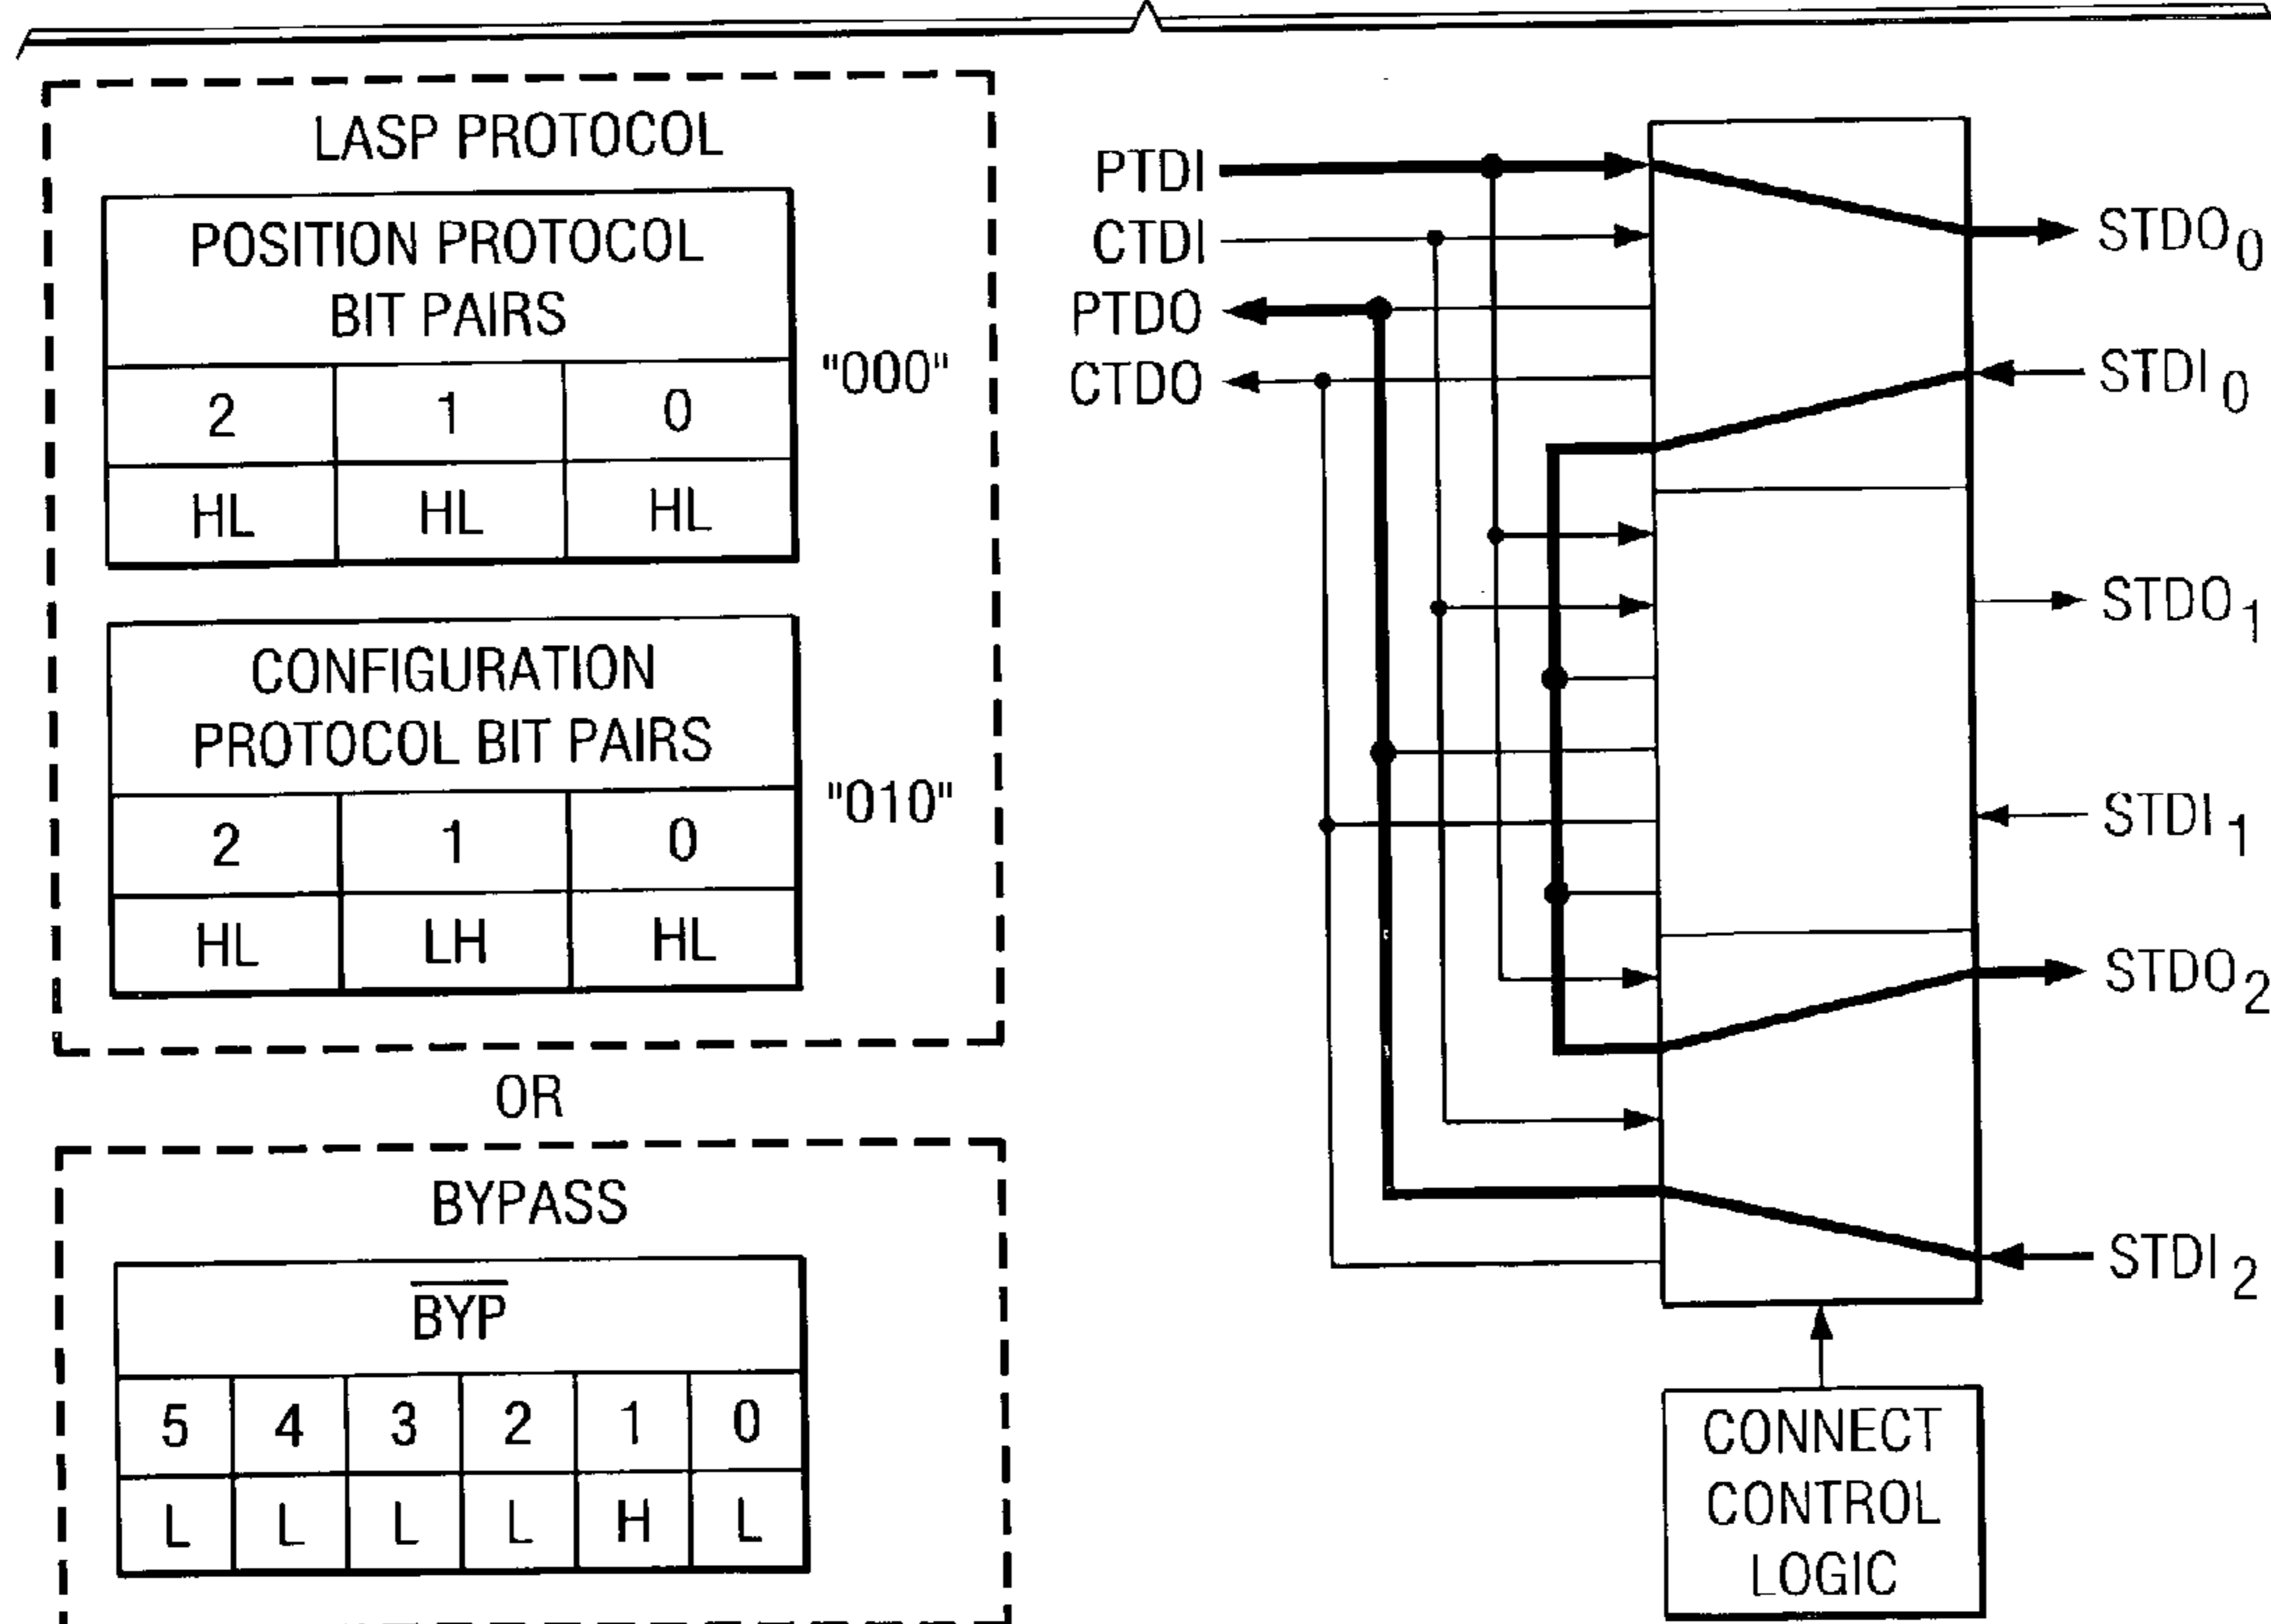 LASP PROTOCOL
POSITION PROTOCOL
BIT PAIRS
2 1 0
HL HL HL
"000"
CONFIGURATION
PROTOCOL BIT PAIRS
2 1 0
HL LH HL
"010"
OR
BYPASS
BYP
5 4 3 2 1 0
L L L L H L
PTDI
CTDI
PTDO
CTDO
STDO0
STDI0
STDO1
STDI1
STDO2
STDI2
CONNECT
CONTROL
LOGIC